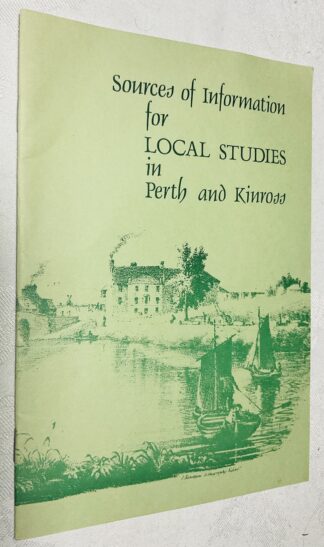 Sources of Information
for
LOCAL STUDIES
in
Perth and Kinross